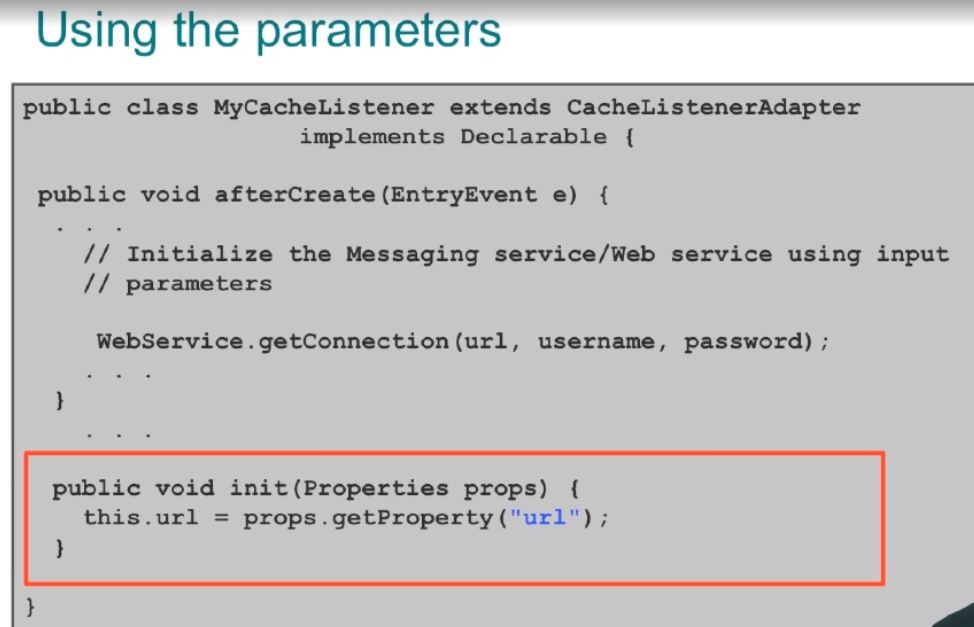 Using the parameters
public class MyCacheListener extends CacheListenerAdapter
implements Declarable {
public void afterCreate(EntryEvent e) {
. . .
// Initialize the Messaging service/Web service using input
// parameters
WebService.getConnection(url, username, password);
. . .
}
. . .
public void init(Properties props) {
this.url = props.getProperty("url");
}
}